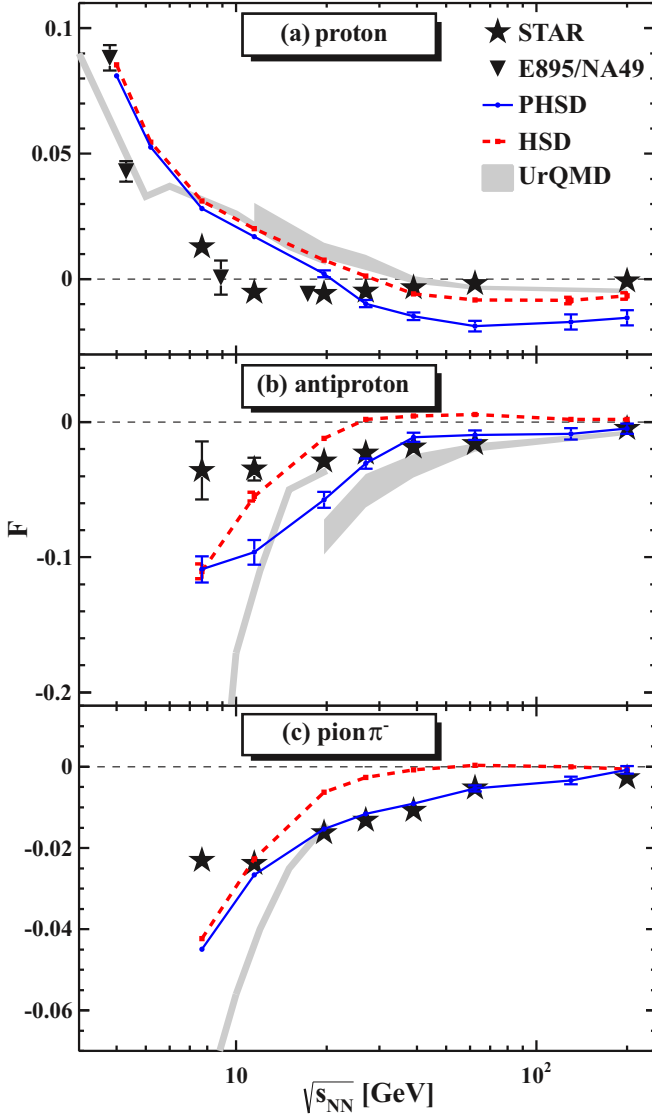 0.1
(a) proton
STAR
E895/NA49
PHSD
HSD
UrQMD
0.05
0
(b) antiproton
0
F
-0.1
-0.2
(c) pion π⁻
0
-0.02
-0.04
-0.06
10
10²
√s_NN [GeV]